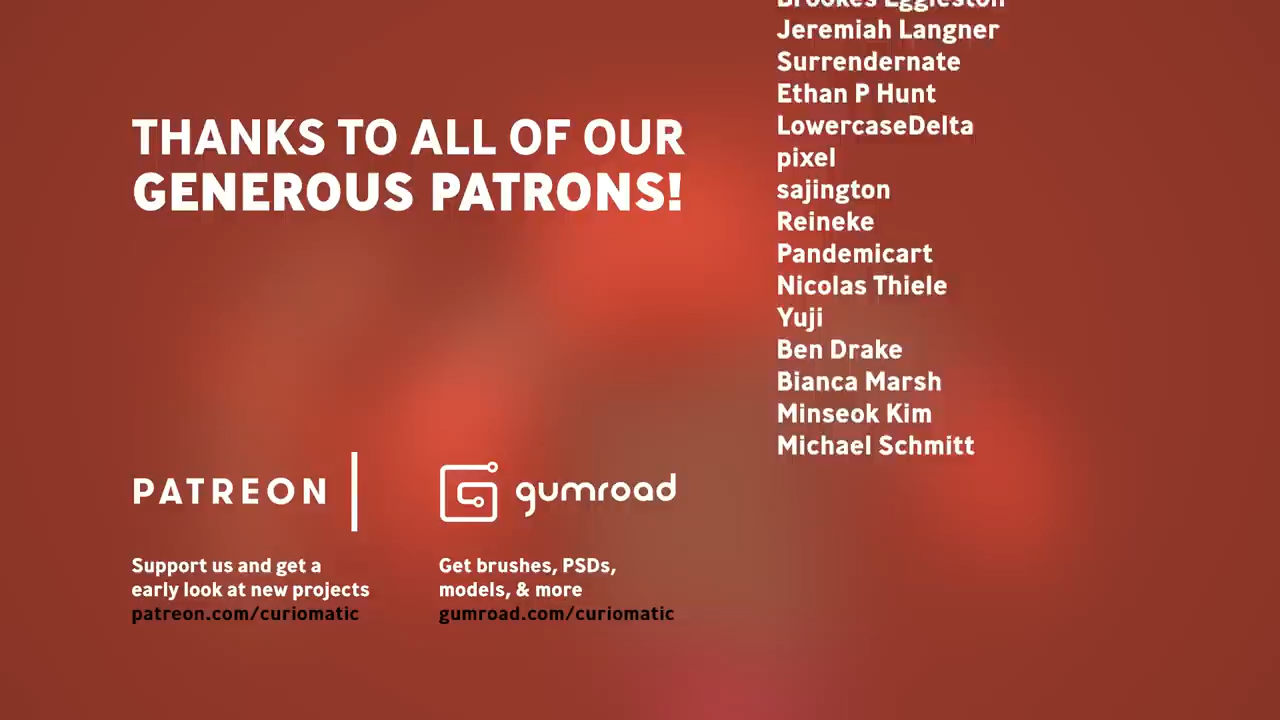 THANKS TO ALL OF OUR
GENEROUS PATRONS!
PATREON
Support us and get a
early look at new projects
patreon.com/curiomatic
gumroad
Get brushes, PSDs,
models, & more
gumroad.com/curiomatic
Brookes Eggleston
Jeremiah Langner
Surrendernate
Ethan P Hunt
LowercaseDelta
pixel
sajington
Reineke
Pandemicart
Nicolas Thiele
Yuji
Ben Drake
Bianca Marsh
Minseok Kim
Michael Schmitt